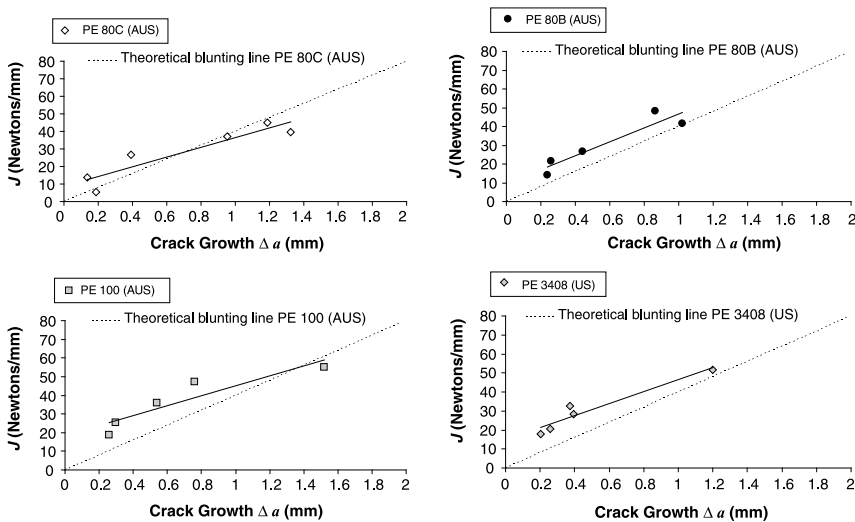 PE 80C (AUS)
Theoretical blunting line PE 80C (AUS)
J (Newtons/mm)
80
70
60
50
40
30
20
10
0
0 0.2 0.4 0.6 0.8 1 1.2 1.4 1.6 1.8 2
Crack Growth Δ a (mm)
PE 80B (AUS)
Theoretical blunting line PE 80B (AUS)
J (Newtons/mm)
80
70
60
50
40
30
20
10
0
0 0.2 0.4 0.6 0.8 1 1.2 1.4 1.6 1.8 2
Crack Growth Δ a (mm)
PE 100 (AUS)
Theoretical blunting line PE 100 (AUS)
J (Newtons/mm)
80
70
60
50
40
30
20
10
0
0 0.2 0.4 0.6 0.8 1 1.2 1.4 1.6 1.8 2
Crack Growth Δ a (mm)
PE 3408 (US)
Theoretical blunting line PE 3408 (US)
J (Newtons/mm)
80
70
60
50
40
30
20
10
0
0 0.2 0.4 0.6 0.8 1 1.2 1.4 1.6 1.8 2
Crack Growth Δ a (mm)